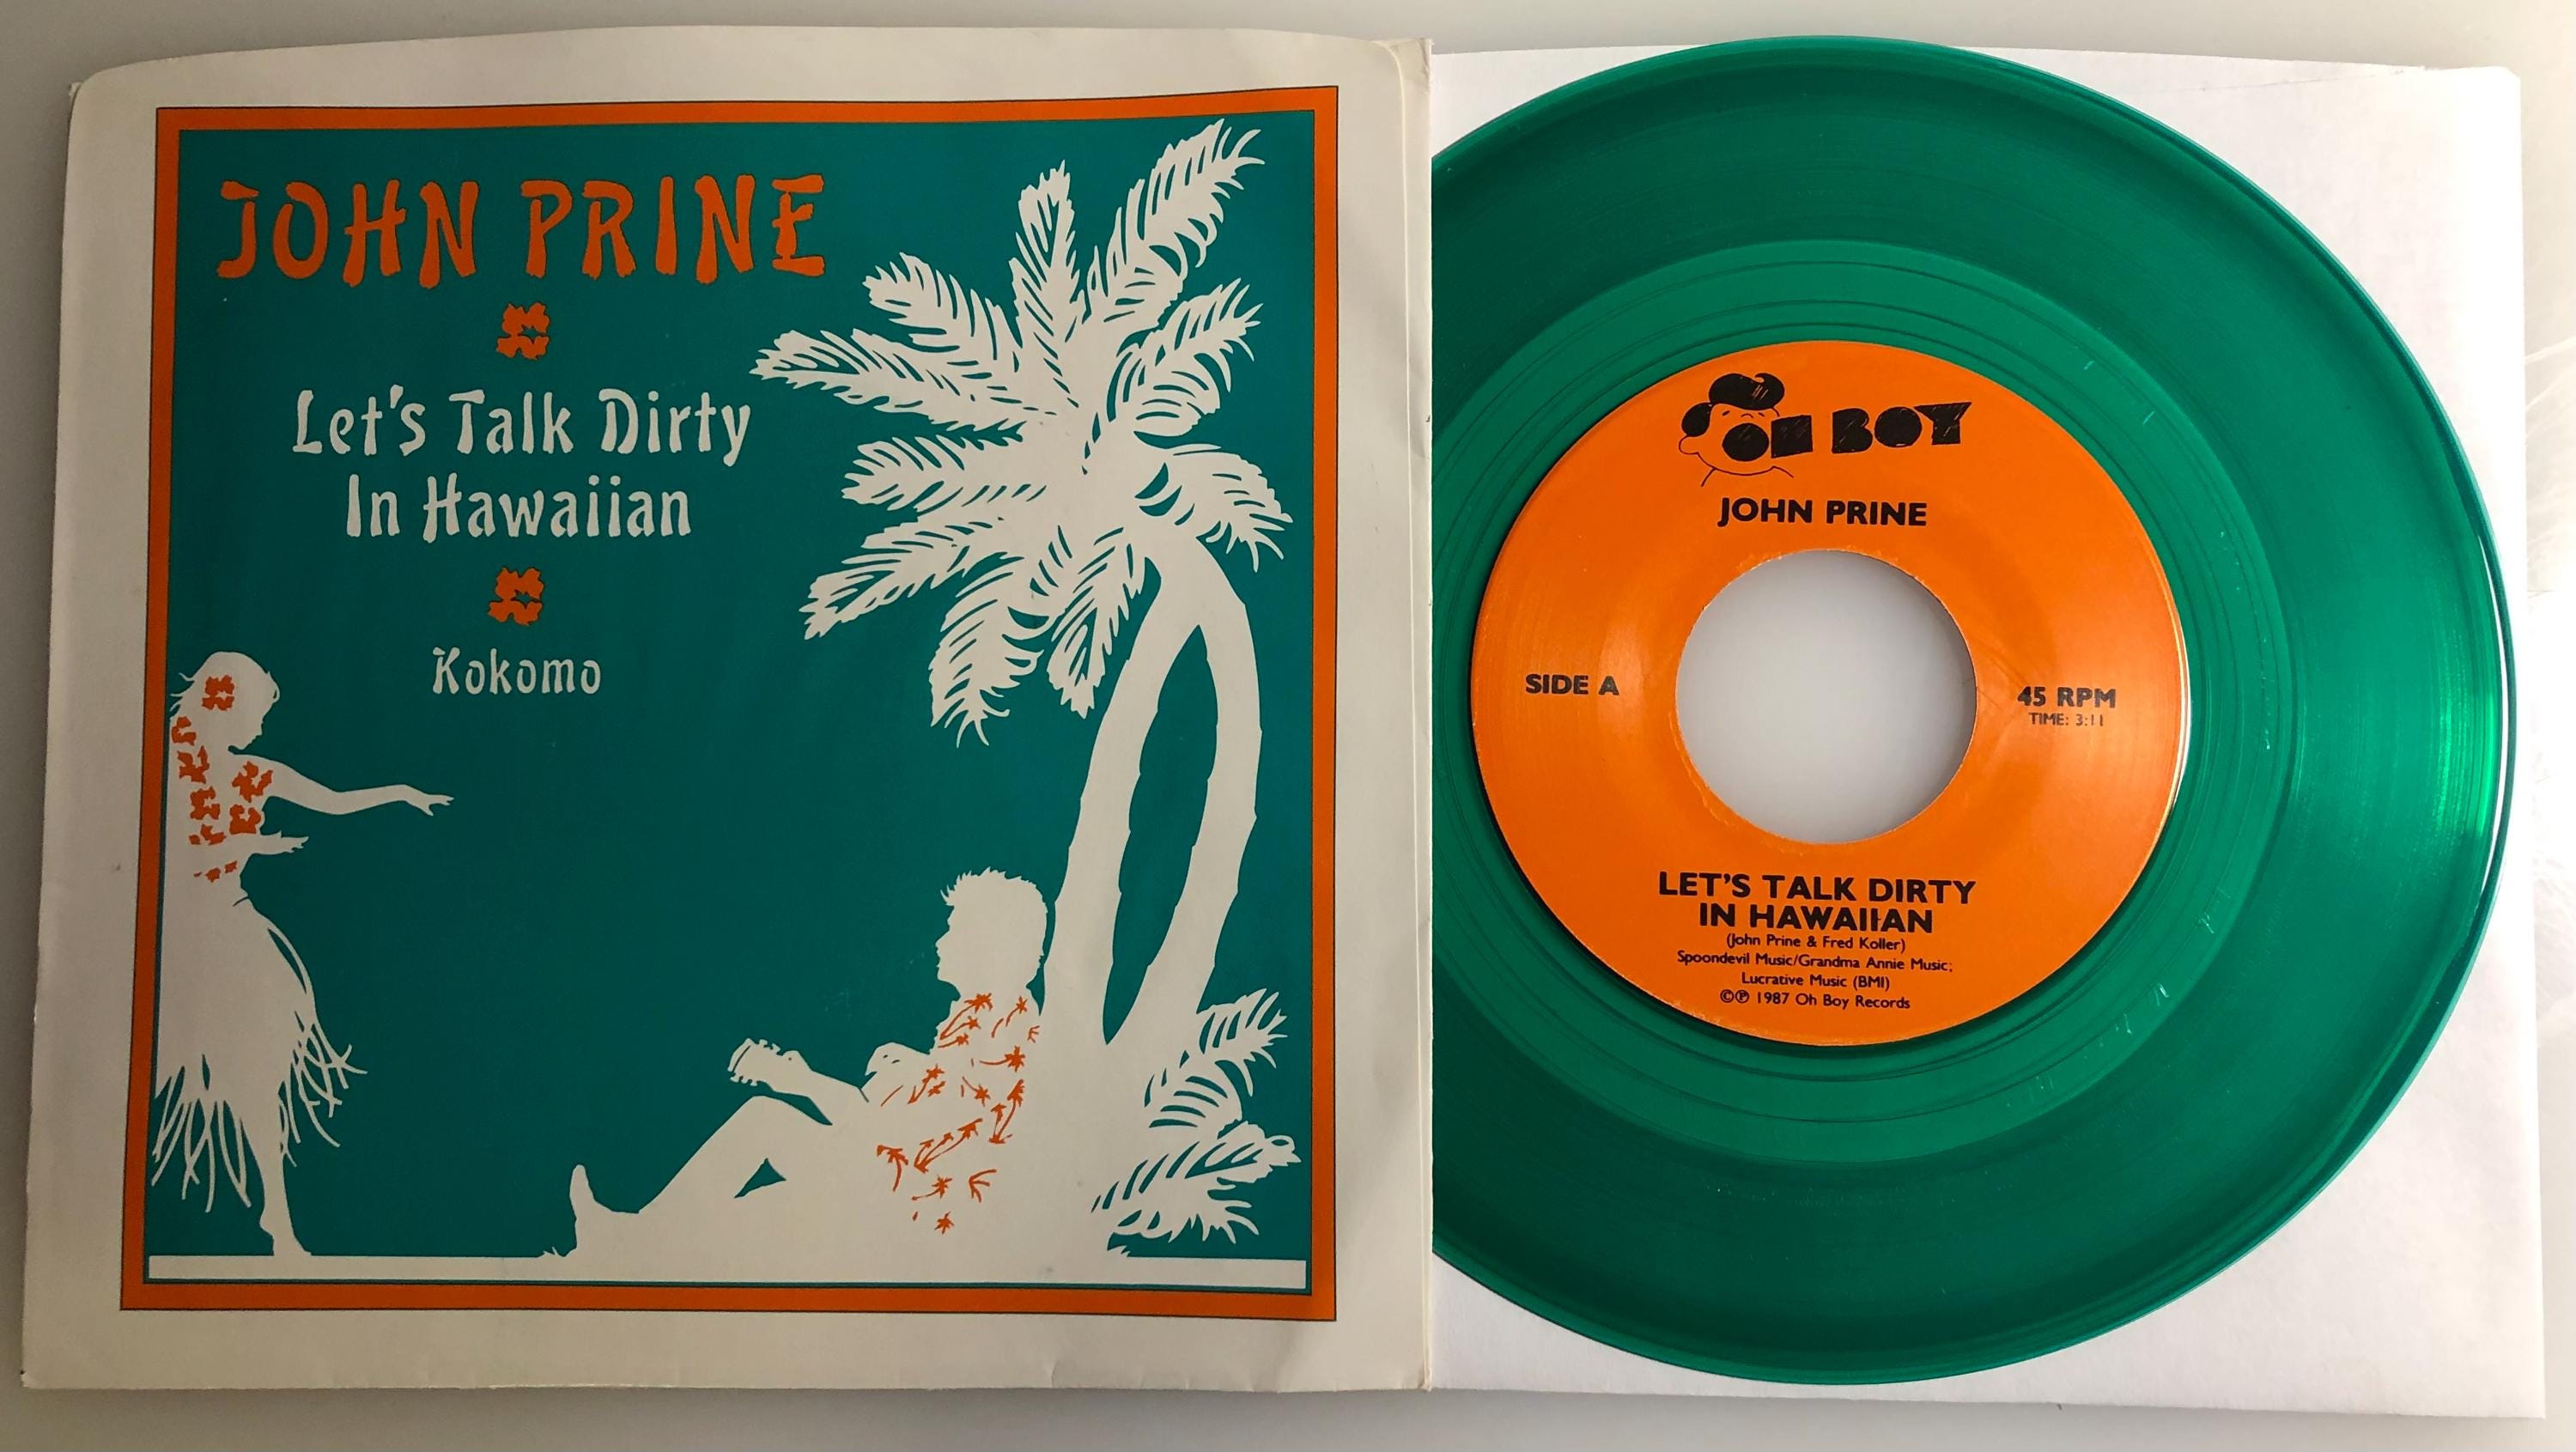 JOHN PRINE
Let's Talk Dirty
In Hawaiian
Kokomo
OH BOY
JOHN PRINE
SIDE A
45 RPM
TIME: 3:11
LET'S TALK DIRTY
IN HAWAIIAN
(John Prine & Fred Koller)
Spoondevil Music/Grandma Annie Music;
Lucrative Music (BMI)
©℗ 1987 Oh Boy Records